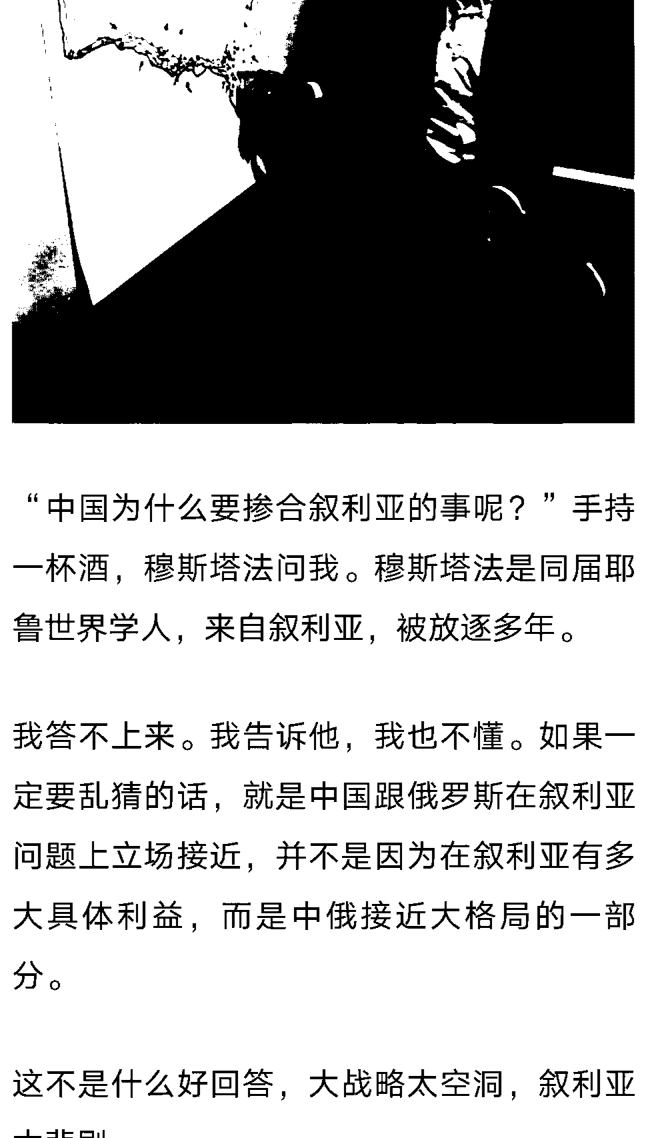 “中国为什么要掺合叙利亚的事呢？”手持
一杯酒，穆斯塔法问我。穆斯塔法是同届耶
鲁世界学人，来自叙利亚，被放逐多年。
我答不上来。我告诉他，我也不懂。如果一
定要乱猜的话，就是中国跟俄罗斯在叙利亚
问题上立场接近，并不是因为在叙利亚有多
大具体利益，而是中俄接近大格局的一部
分。
这不是什么好回答，大战略太空洞，叙利亚